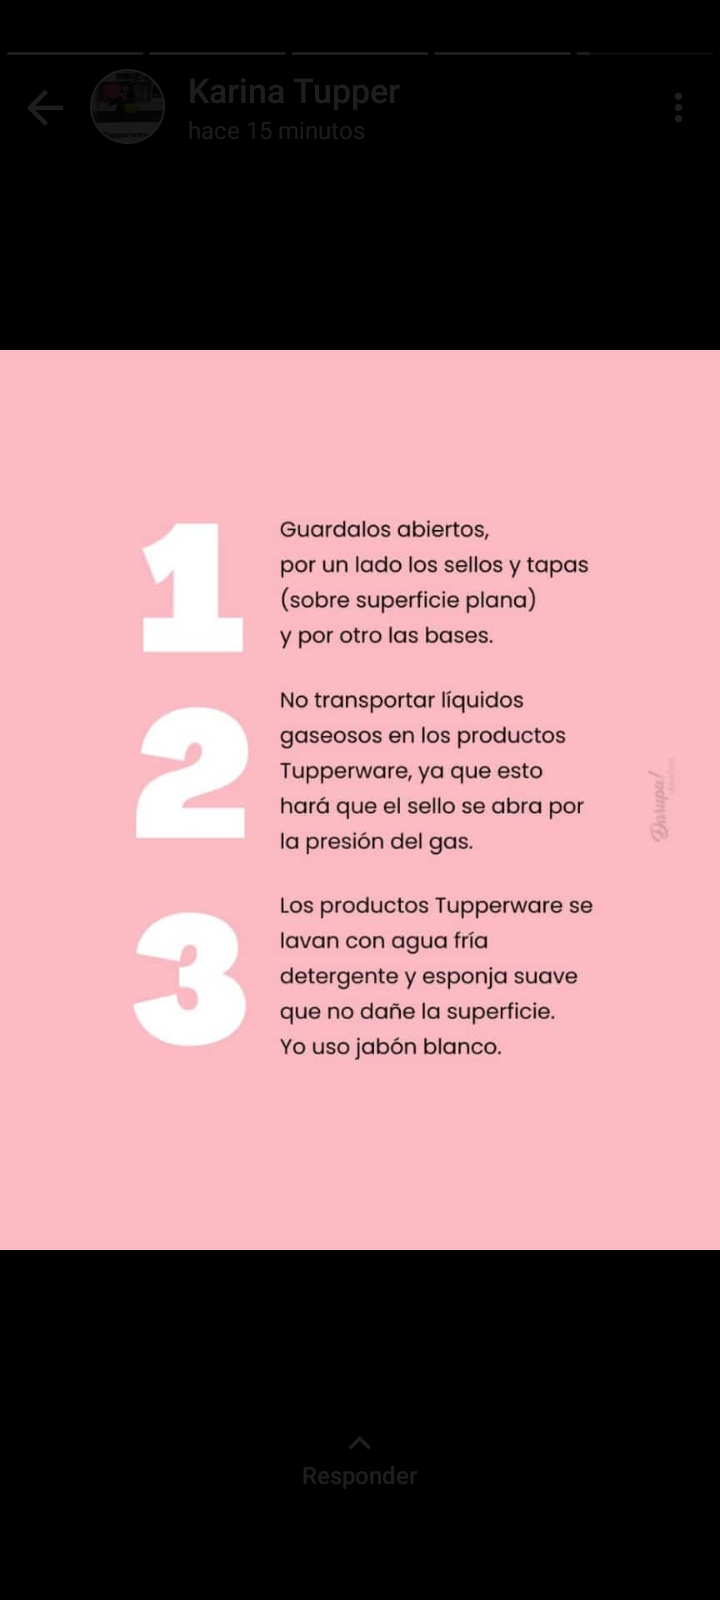 Karina Tupper
hace 15 minutos
1
Guardalos abiertos,
por un lado los sellos y tapas
(sobre superficie plana)
y por otro las bases.
2
No transportar líquidos
gaseosos en los productos
Tupperware, ya que esto
hará que el sello se abra por
la presión del gas.
3
Los productos Tupperware se
lavan con agua fría
detergente y esponja suave
que no dañe la superficie.
Yo uso jabón blanco.
Darapa!
Responder